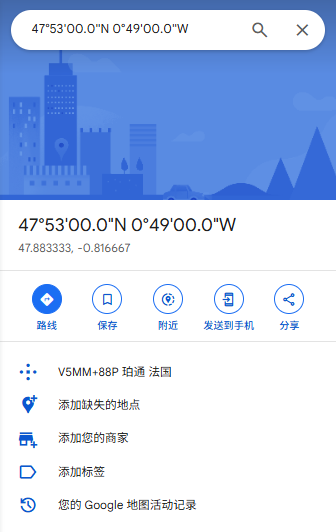 47°53'00.0"N 0°49'00.0"W
47°53'00.0"N 0°49'00.0"W
47.883333, -0.816667
路线
保存
附近
发送到手机
分享
V5MM+88P 珀通 法国
添加缺失的地点
添加您的商家
添加标签
您的 Google 地图活动记录